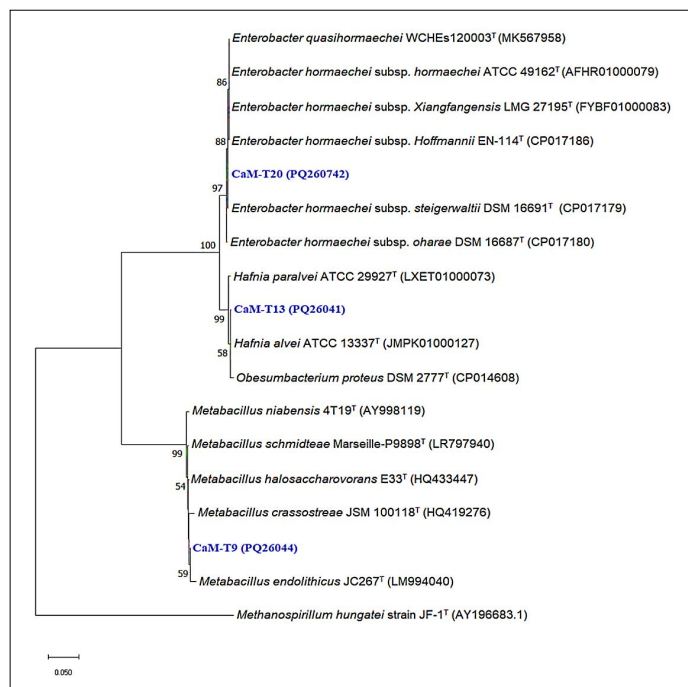 Enterobacter quasihormaechei WCHEs120003ᵀ (MK567958)
Enterobacter hormaechei subsp. hormaechei ATCC 49162ᵀ (AFHR01000079)
86
Enterobacter hormaechei subsp. Xiangfangensis LMG 27195ᵀ (FYBF01000083)
Enterobacter hormaechei subsp. Hoffmannii EN-114ᵀ (CP017186)
88
CaM-T20 (PQ260742)
97
Enterobacter hormaechei subsp. steigerwaltii DSM 16691ᵀ (CP017179)
Enterobacter hormaechei subsp. oharae DSM 16687ᵀ (CP017180)
100
Hafnia paralvei ATCC 29927ᵀ (LXET01000073)
CaM-T13 (PQ26041)
99
Hafnia alvei ATCC 13337ᵀ (JMPK01000127)
58
Obesumbacterium proteus DSM 2777ᵀ (CP014608)
Metabacillus niabensis 4T19ᵀ (AY998119)
Metabacillus schmidteae Marseille-P9898ᵀ (LR797940)
99
Metabacillus halosaccharovorans E33ᵀ (HQ433447)
54
Metabacillus crassostreae JSM 100118ᵀ (HQ419276)
CaM-T9 (PQ26044)
59
Metabacillus endolithicus JC267ᵀ (LM994040)
Methanospirillum hungatei strain JF-1ᵀ (AY196683.1)
0.050